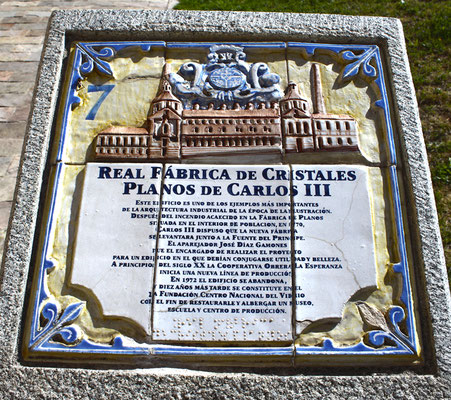 7
REAL FÁBRICA DE CRISTALES
PLANOS DE CARLOS III
ESTE EDIFICIO ES UNO DE LOS EJEMPLOS MÁS IMPORTANTES
DE LA ARQUITECTURA INDUSTRIAL DE LA ÉPOCA DE LA ILUSTRACIÓN.
DESPUÉS DEL INCENDIO ACAECIDO EN LA FÁBRICA DE PLANOS
SITUADA EN EL INTERIOR DE POBLACIÓN, EN 1770,
CARLOS III DISPUSO QUE LA NUEVA FÁBRICA
SE LEVANTARA JUNTO A LA FUENTE DEL PRÍNCIPE.
EL APAREJADOR JOSÉ DÍAZ GAMONES
FUE EL ENCARGADO DE REALIZAR EL PROYECTO
PARA UN EDIFICIO EN EL QUE DEBÍAN CONJUGARSE UTILIDAD Y BELLEZA.
A PRINCIPIOS DEL SIGLO XX LA COOPERATIVA OBRERA LA ESPERANZA
INICIA UNA NUEVA LÍNEA DE PRODUCCIÓN
EN 1972 EL EDIFICIO SE ABANDONA,
Y DIEZ AÑOS MÁS TARDE SE CONSTITUYE EN EL
LA FUNDACIÓN CENTRO NACIONAL DEL VIDRIO
CON EL FIN DE RESTAURARLE Y ALBERGAR UN MUSEO,
ESCUELA Y CENTRO DE PRODUCCIÓN.